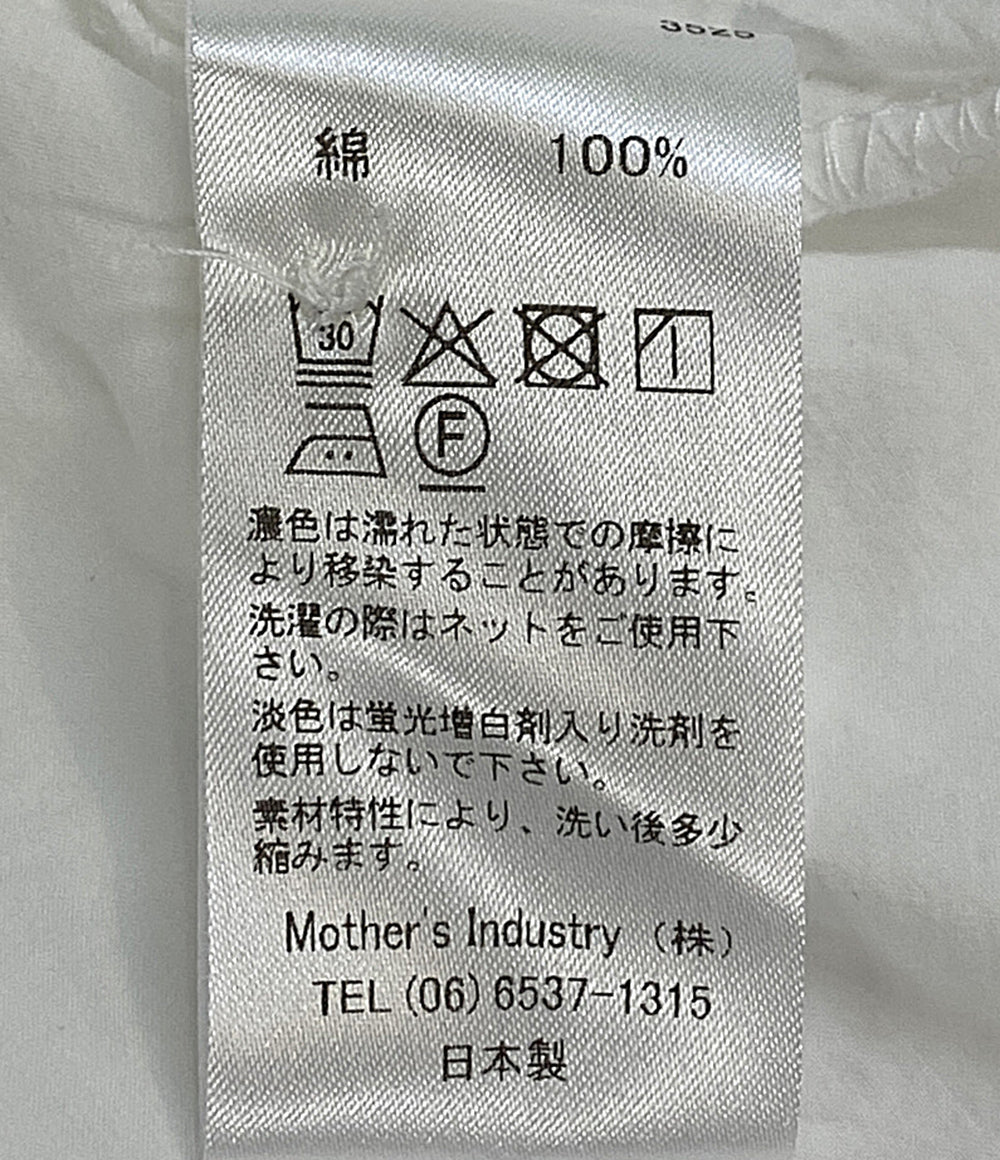 3525
綿 100%
30
F
濃色は濡れた状態での摩擦に
より移染することがあります。
洗濯の際はネットをご使用下
さい。
淡色は蛍光増白剤入り洗剤を
使用しないで下さい。
素材特性により、洗い後多少
縮みます。
Mother's Industry (株)
TEL (06) 6537-1315
日本製